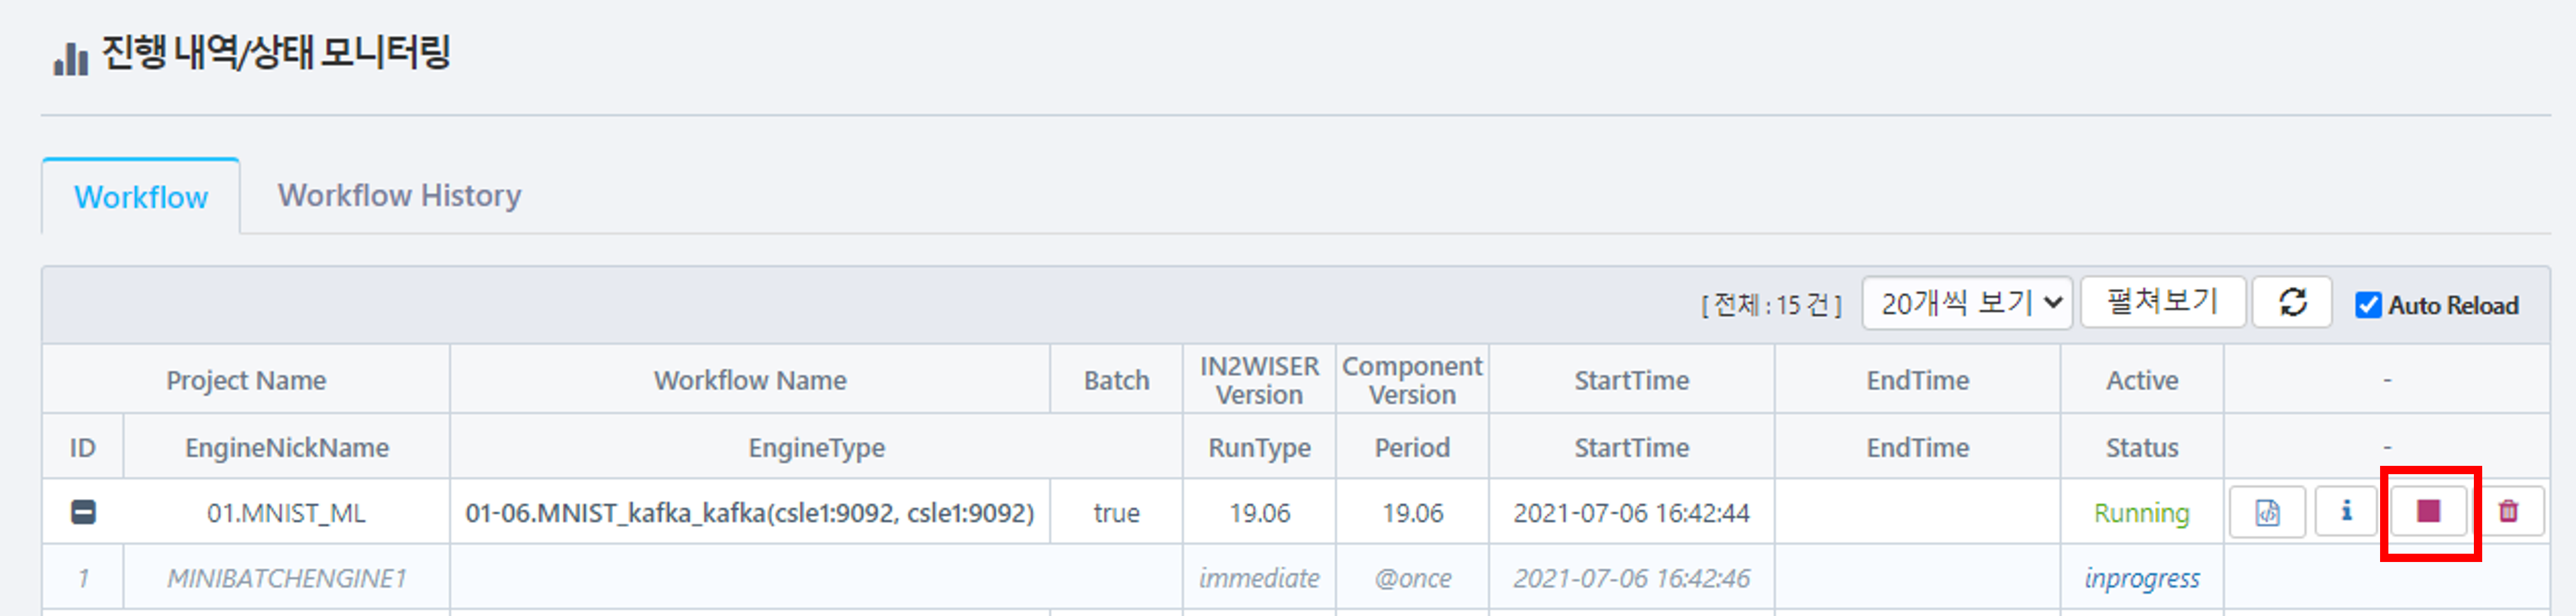 진행 내역/상태 모니터링
Workflow Workflow History
[ 전체 : 15 건 ] 20개씩 보기 펼쳐보기 Auto Reload
Project Name Workflow Name Batch IN2WISER Version Component Version StartTime EndTime Active -
ID EngineNickName EngineType RunType Period StartTime EndTime Status -
01.MNIST_ML 01-06.MNIST_kafka_kafka(csle1:9092, csle1:9092) true 19.06 19.06 2021-07-06 16:42:44 Running
1 MINIBATCHENGINE1 immediate @once 2021-07-06 16:42:46 inprogress